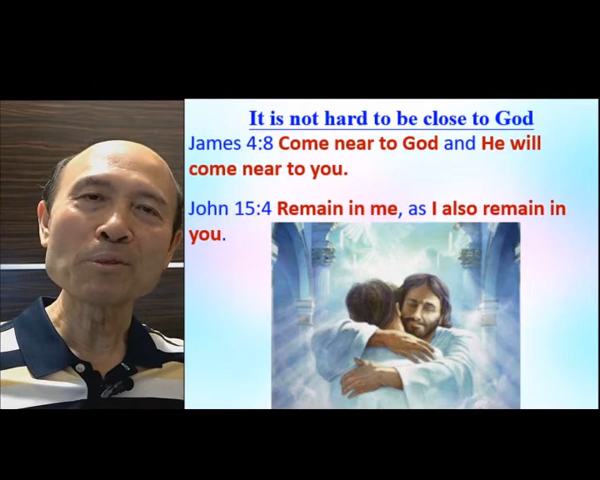 It is not hard to be close to God
James 4:8 Come near to God and He will
come near to you.
John 15:4 Remain in me, as I also remain in
you.